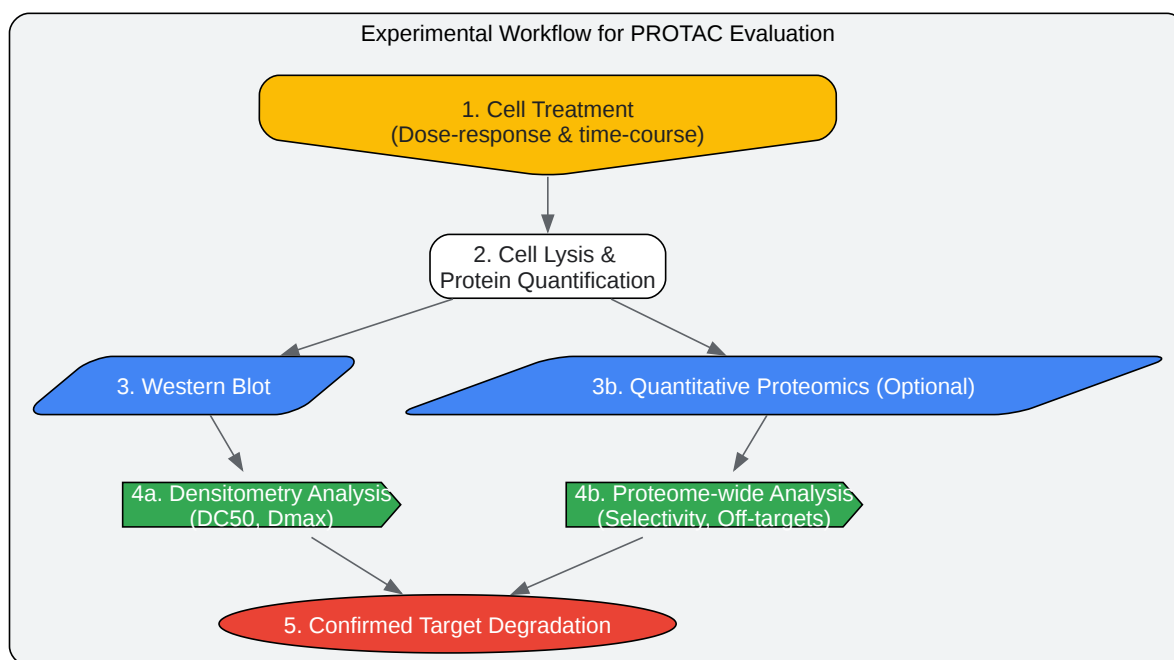 Experimental Workflow for PROTAC Evaluation
1. Cell Treatment
(Dose-response & time-course)
2. Cell Lysis &
Protein Quantification
3. Western Blot
3b. Quantitative Proteomics (Optional)
4a. Densitometry Analysis
(DC50, Dmax)
4b. Proteome-wide Analysis
(Selectivity, Off-targets)
5. Confirmed Target Degradation